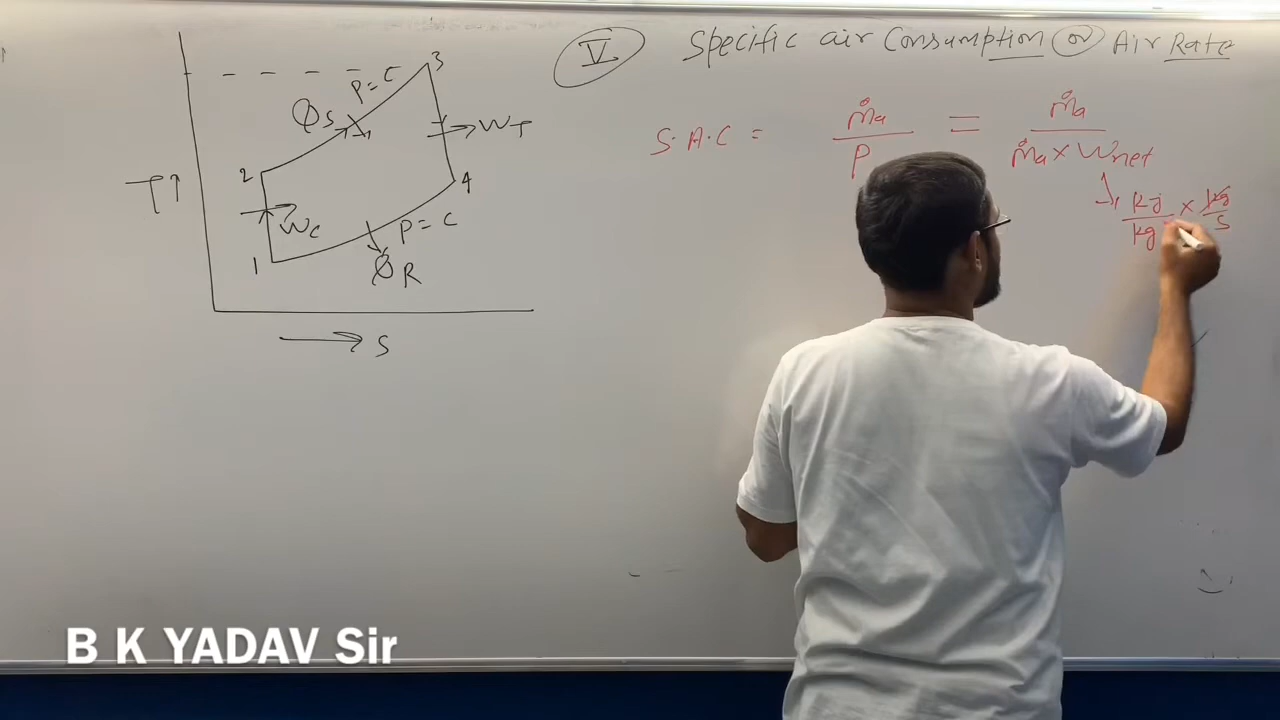 V Specific air Consumption or Air Rate
S.A.C = ṁa / P = ṁa / ṁa × Wnet
kJ / kg × kg / s
3
P = C
QS
WT
2
4
T↑
WC
P = C
1
QR
→ S
B K YADAV Sir